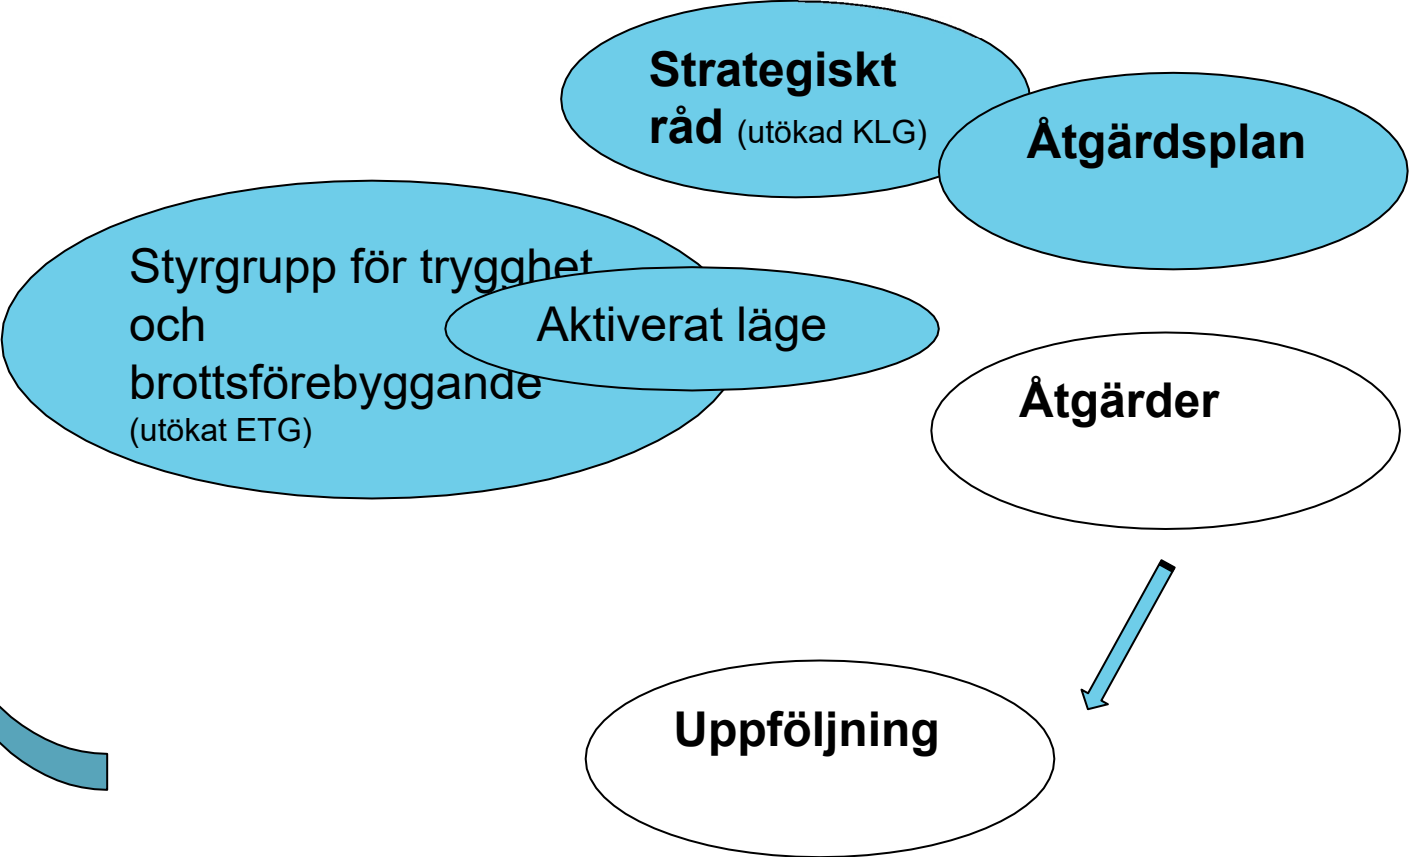 Strategiskt
råd (utökad KLG)
Åtgärdsplan
Styrgrupp för trygghet
och
brottsförebyggande
(utökat ETG)
Aktiverat läge
Åtgärder
Uppföljning